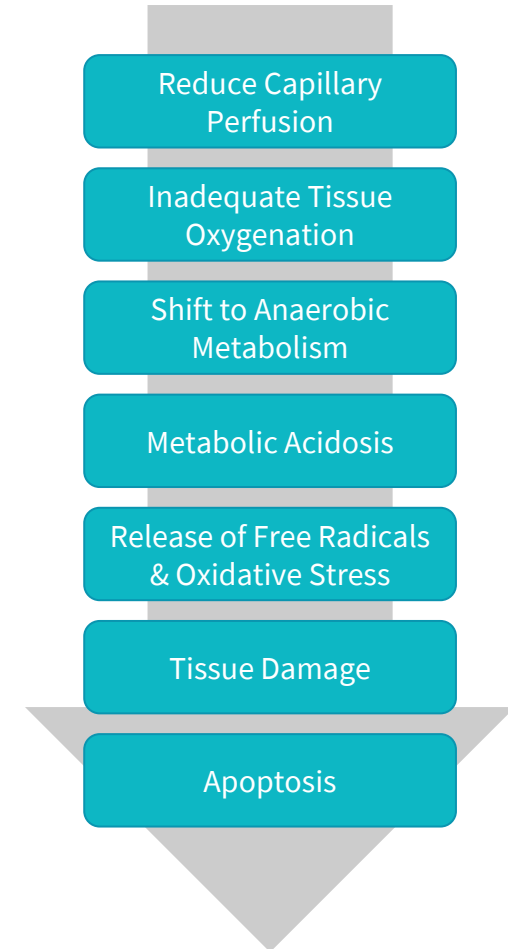 Reduce Capillary
Perfusion
Inadequate Tissue
Oxygenation
Shift to Anaerobic
Metabolism
Metabolic Acidosis
Release of Free Radicals
& Oxidative Stress
Tissue Damage
Apoptosis